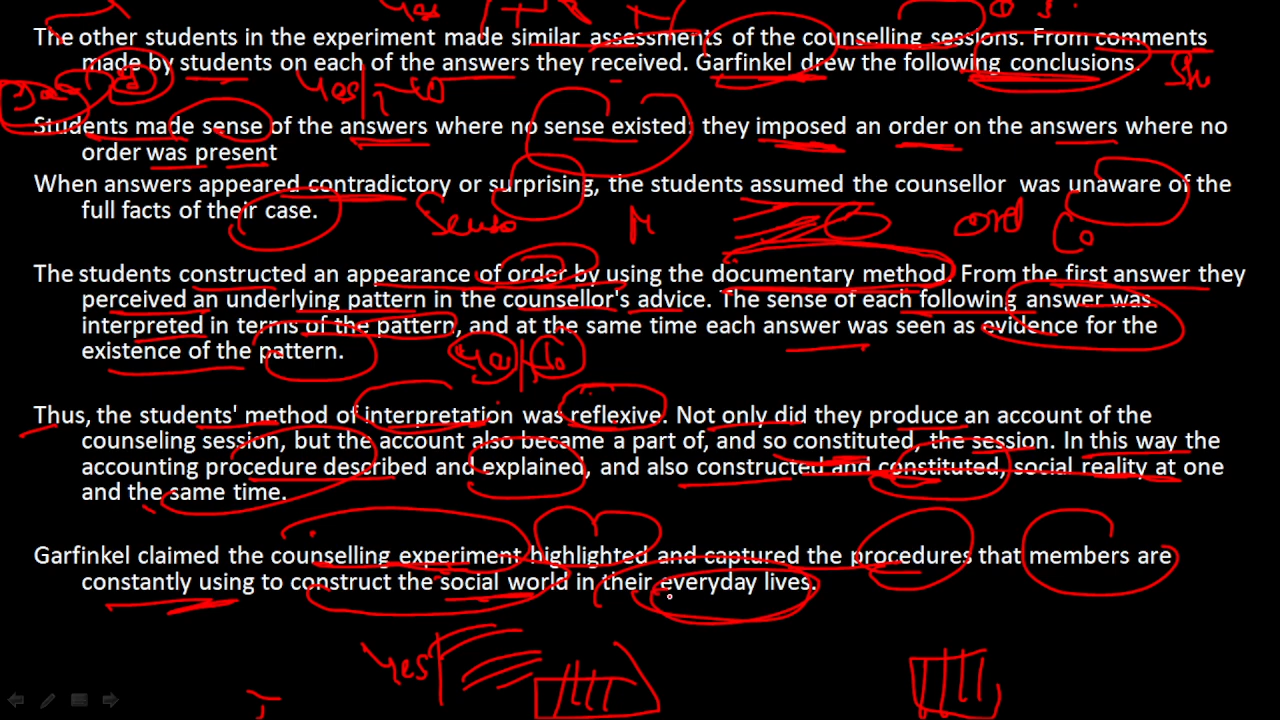 Yes
The other students in the experiment made similar assessments of the counselling sessions. From comments
made by students on each of the answers they received. Garfinkel drew the following conclusions.
Yes/No
Students made sense of the answers where no sense existed; they imposed an order on the answers where no
order was present
When answers appeared contradictory or surprising, the students assumed the counsellor was unaware of the
full facts of their case.
The students constructed an appearance of order by using the documentary method. From the first answer they
perceived an underlying pattern in the counsellor's advice. The sense of each following answer was
interpreted in terms of the pattern, and at the same time each answer was seen as evidence for the
existence of the pattern.
Thus, the students' method of interpretation was reflexive. Not only did they produce an account of the
counseling session, but the account also became a part of, and so constituted, the session. In this way the
accounting procedure described and explained, and also constructed and constituted, social reality at one
and the same time.
Garfinkel claimed the counselling experiment highlighted and captured the procedures that members are
constantly using to construct the social world in their everyday lives.
Yes